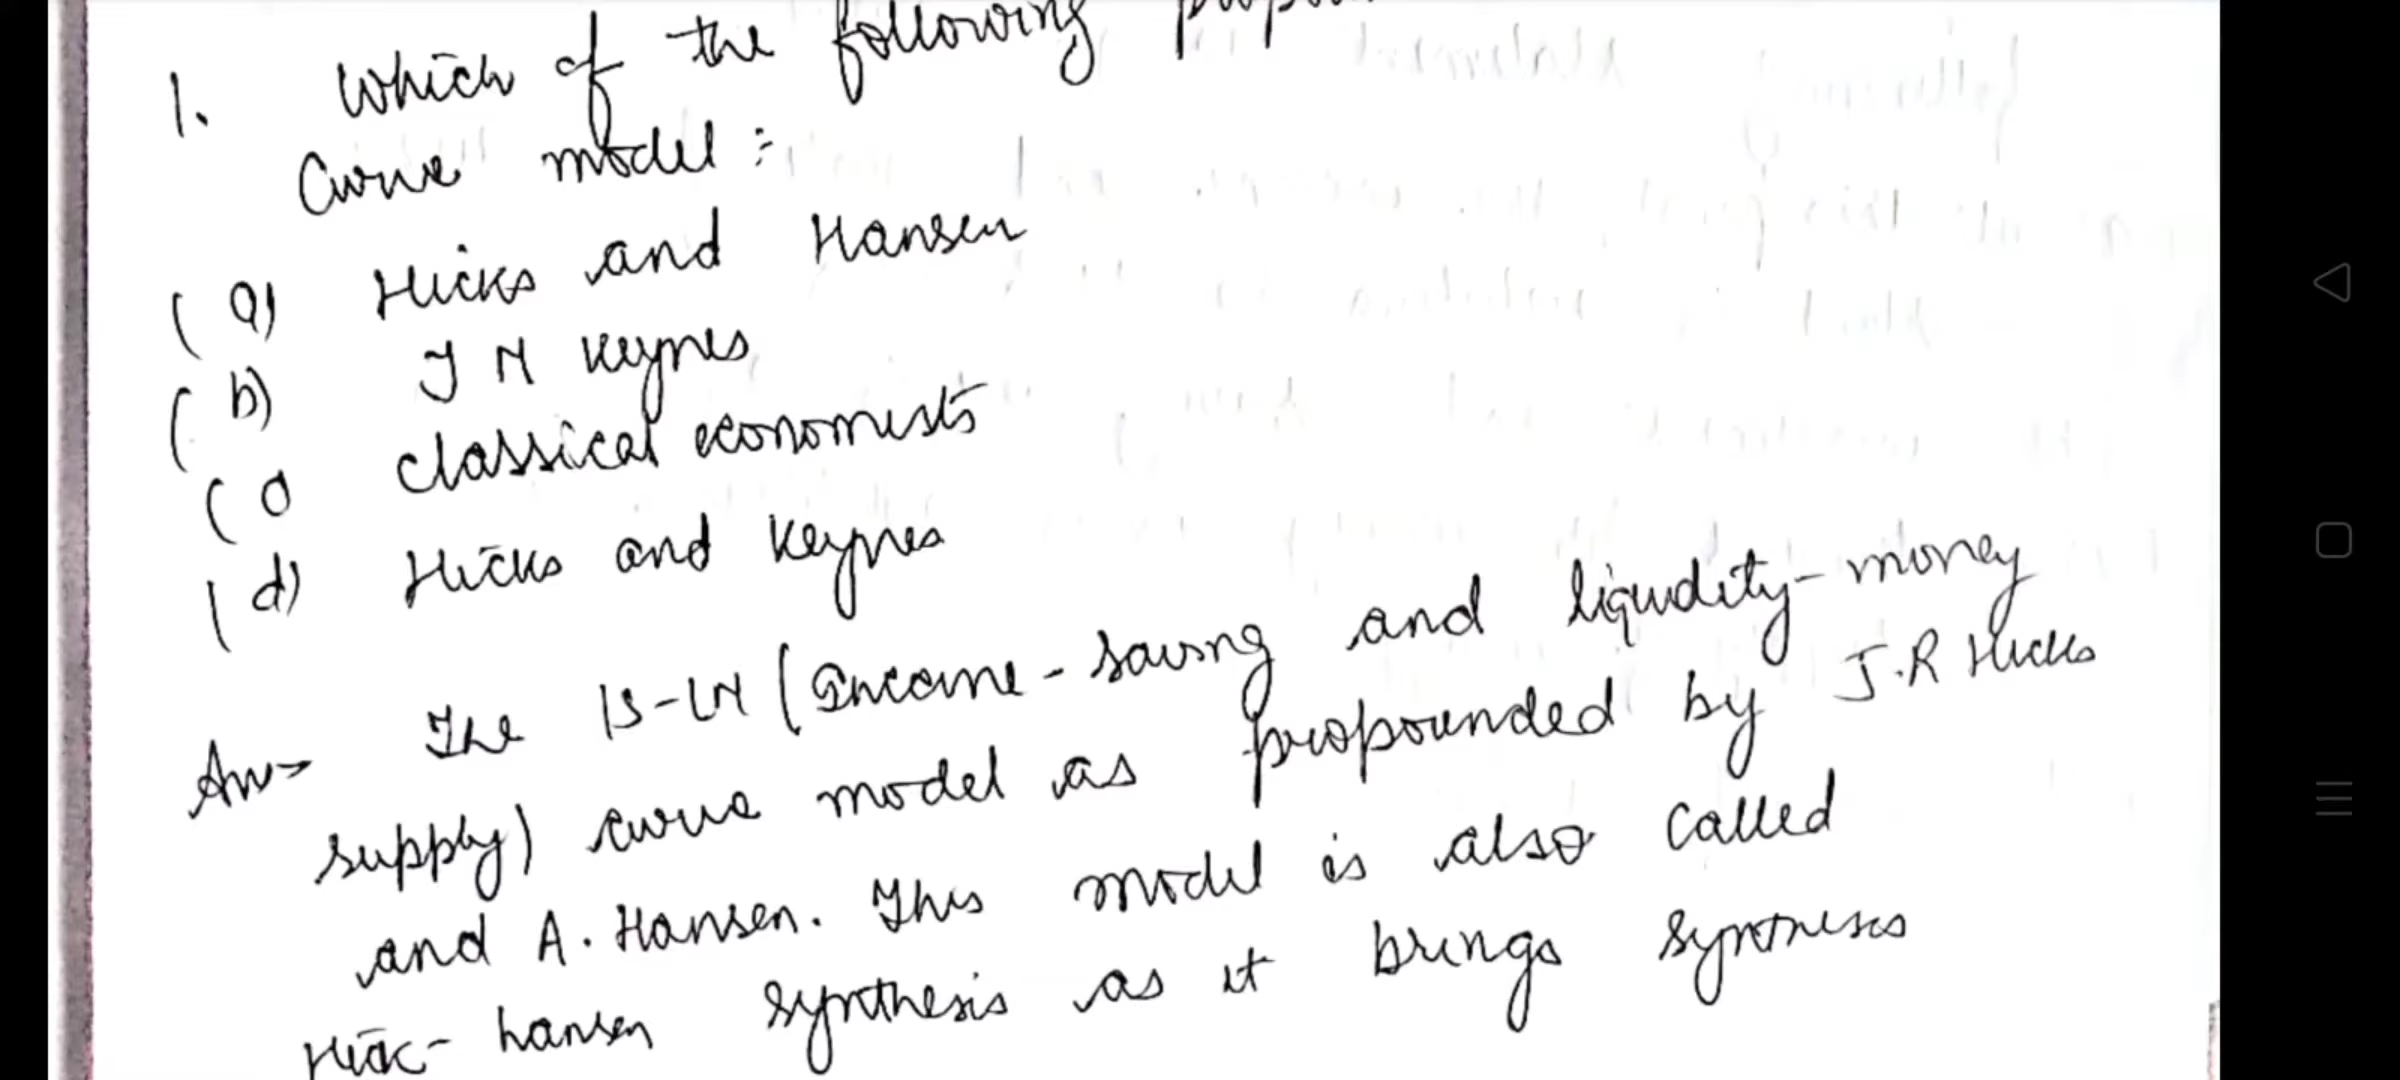 1. Which of the following
Curve model :-
(a) Hicks and Hansen
(b) J M Keynes
(c classical economists
(d) Hicks and Keynes
Ans→ The IS-LM (Income-saving and liquidity-money
supply) curve model as propounded by J.R Hicks
and A. Hansen. This model is also called
Hick-hansen synthesis as it brings synthesis